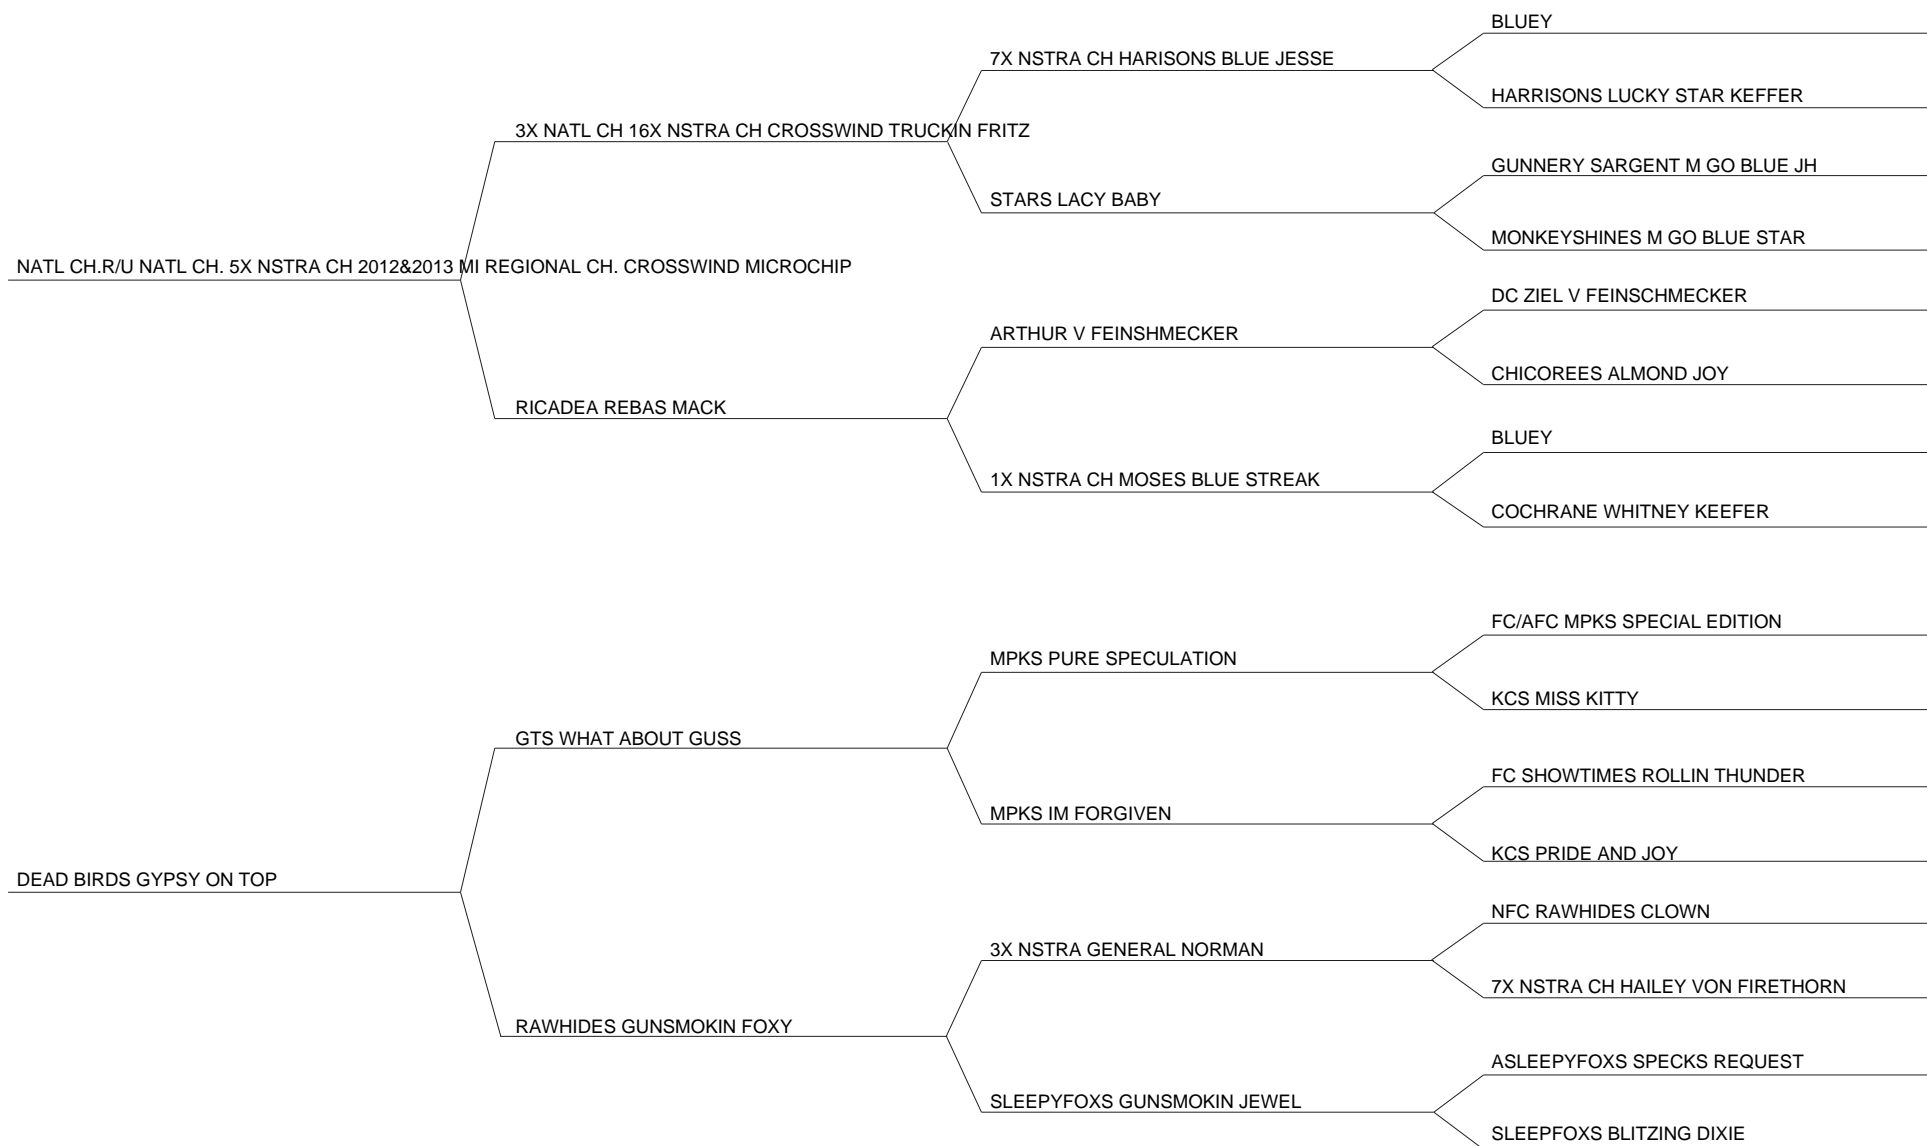 BLUEY
7X NSTRA CH HARISONS BLUE JESSE
HARRISONS LUCKY STAR KEFFER
3X NATL CH 16X NSTRA CH CROSSWIND TRUCKIN FRITZ
GUNNERY SARGENT M GO BLUE JH
STARS LACY BABY
MONKEYSHINES M GO BLUE STAR
NATL CH.R/U NATL CH. 5X NSTRA CH 2012&2013 MI REGIONAL CH. CROSSWIND MICROCHIP
DC ZIEL V FEINSCHMECKER
ARTHUR V FEINSHMECKER
CHICOREES ALMOND JOY
RICADEA REBAS MACK
BLUEY
1X NSTRA CH MOSES BLUE STREAK
COCHRANE WHITNEY KEEFER
FC/AFC MPKS SPECIAL EDITION
MPKS PURE SPECULATION
KCS MISS KITTY
GTS WHAT ABOUT GUSS
FC SHOWTIMES ROLLIN THUNDER
MPKS IM FORGIVEN
KCS PRIDE AND JOY
DEAD BIRDS GYPSY ON TOP
NFC RAWHIDES CLOWN
3X NSTRA GENERAL NORMAN
7X NSTRA CH HAILEY VON FIRETHORN
RAWHIDES GUNSMOKIN FOXY
ASLEEPYFOXS SPECKS REQUEST
SLEEPYFOXS GUNSMOKIN JEWEL
SLEEPFOXS BLITZING DIXIE